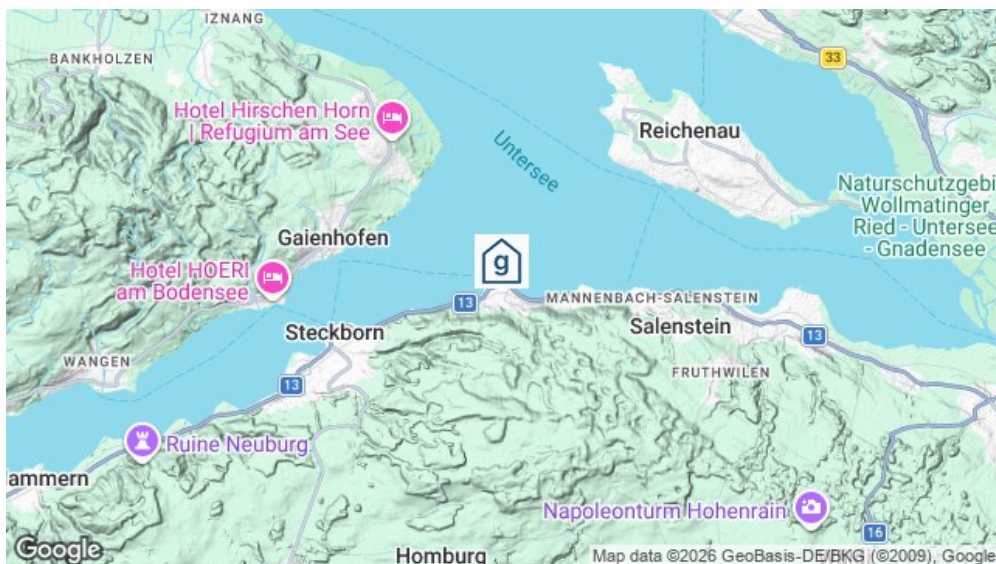 IZNANG
BANKHOLZEN
33
Hotel Hirschen Horn
| Refugium am See
Reichenau
Untersee
Naturschutzgebi
Wollmatinger
Ried - Untersee
- Gnadensee
Gaienhofen
g
Hotel HOERI
am Bodensee
13
MANNENBACH-SALENSTEIN
Steckborn
Salenstein
13
WANGEN
FRUTHWILEN
13
Ruine Neuburg
ammern
Napoleonturm Hohenrain
16
Google
Homburg
Map data ©2026 GeoBasis-DE/BKG (©2009), Google